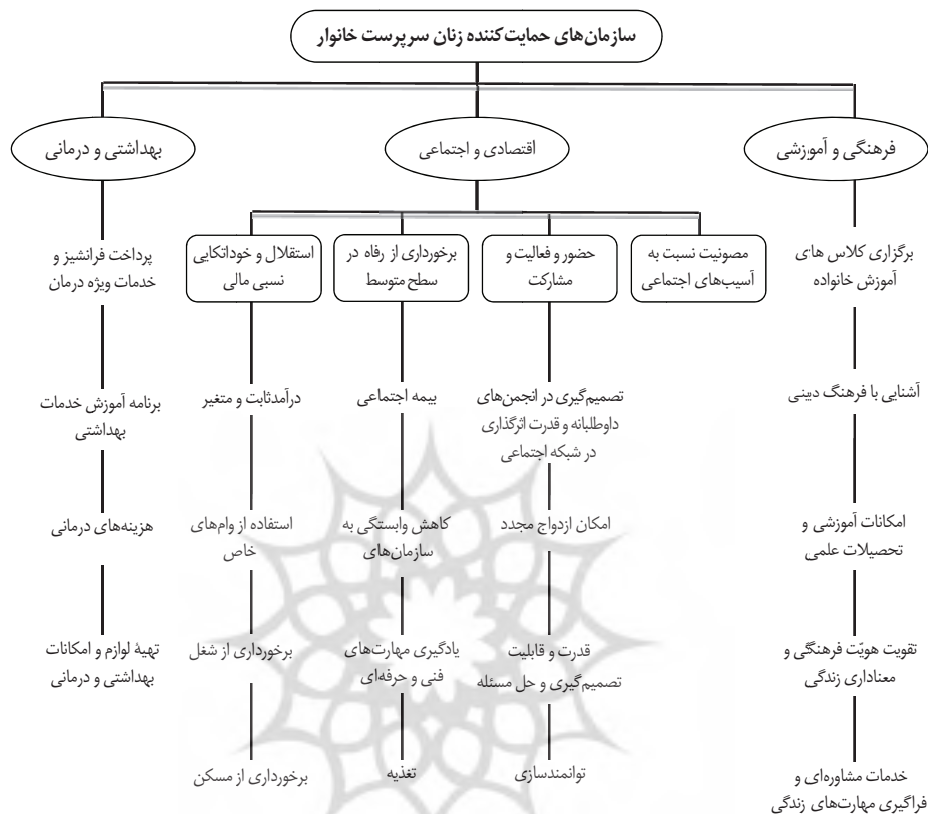 سازمان‌های حمایت‌کننده زنان سرپرست خانوار
فرهنگی و آموزشی
اقتصادی و اجتماعی
بهداشتی و درمانی
برگزاری کلاس های
آموزش خانواده
آشنایی با فرهنگ دینی
امکانات آموزشی و
تحصیلات علمی
تقویت هویّت فرهنگی و
معناداری زندگی
خدمات مشاوره‌ای و
فراگیری مهارت‌های زندگی
مصونیت نسبت به
آسیب‌های اجتماعی
حضور و فعالیت و
مشارکت
تصمیم‌گیری در انجمن‌های
داوطلبانه و قدرت اثرگذاری
در شبکه اجتماعی
امکان ازدواج مجدد
قدرت و قابلیت
تصمیم‌گیری و حل مسئله
توانمندسازی
برخورداری از رفاه در
سطح متوسط
بیمه اجتماعی
کاهش وابستگی به
سازمان‌های
یادگیری مهارت‌های
فنی و حرفه‌ای
تغذیه
استقلال و خوداتکایی
نسبی مالی
درآمدثابت و متغیر
استفاده از وام‌های
خاص
برخورداری از شغل
برخورداری از مسکن
پرداخت فرانشیز و
خدمات ویژه درمان
برنامه آموزش خدمات
بهداشتی
هزینه‌های درمانی
تهیهٔ لوازم و امکانات
بهداشتی و درمانی